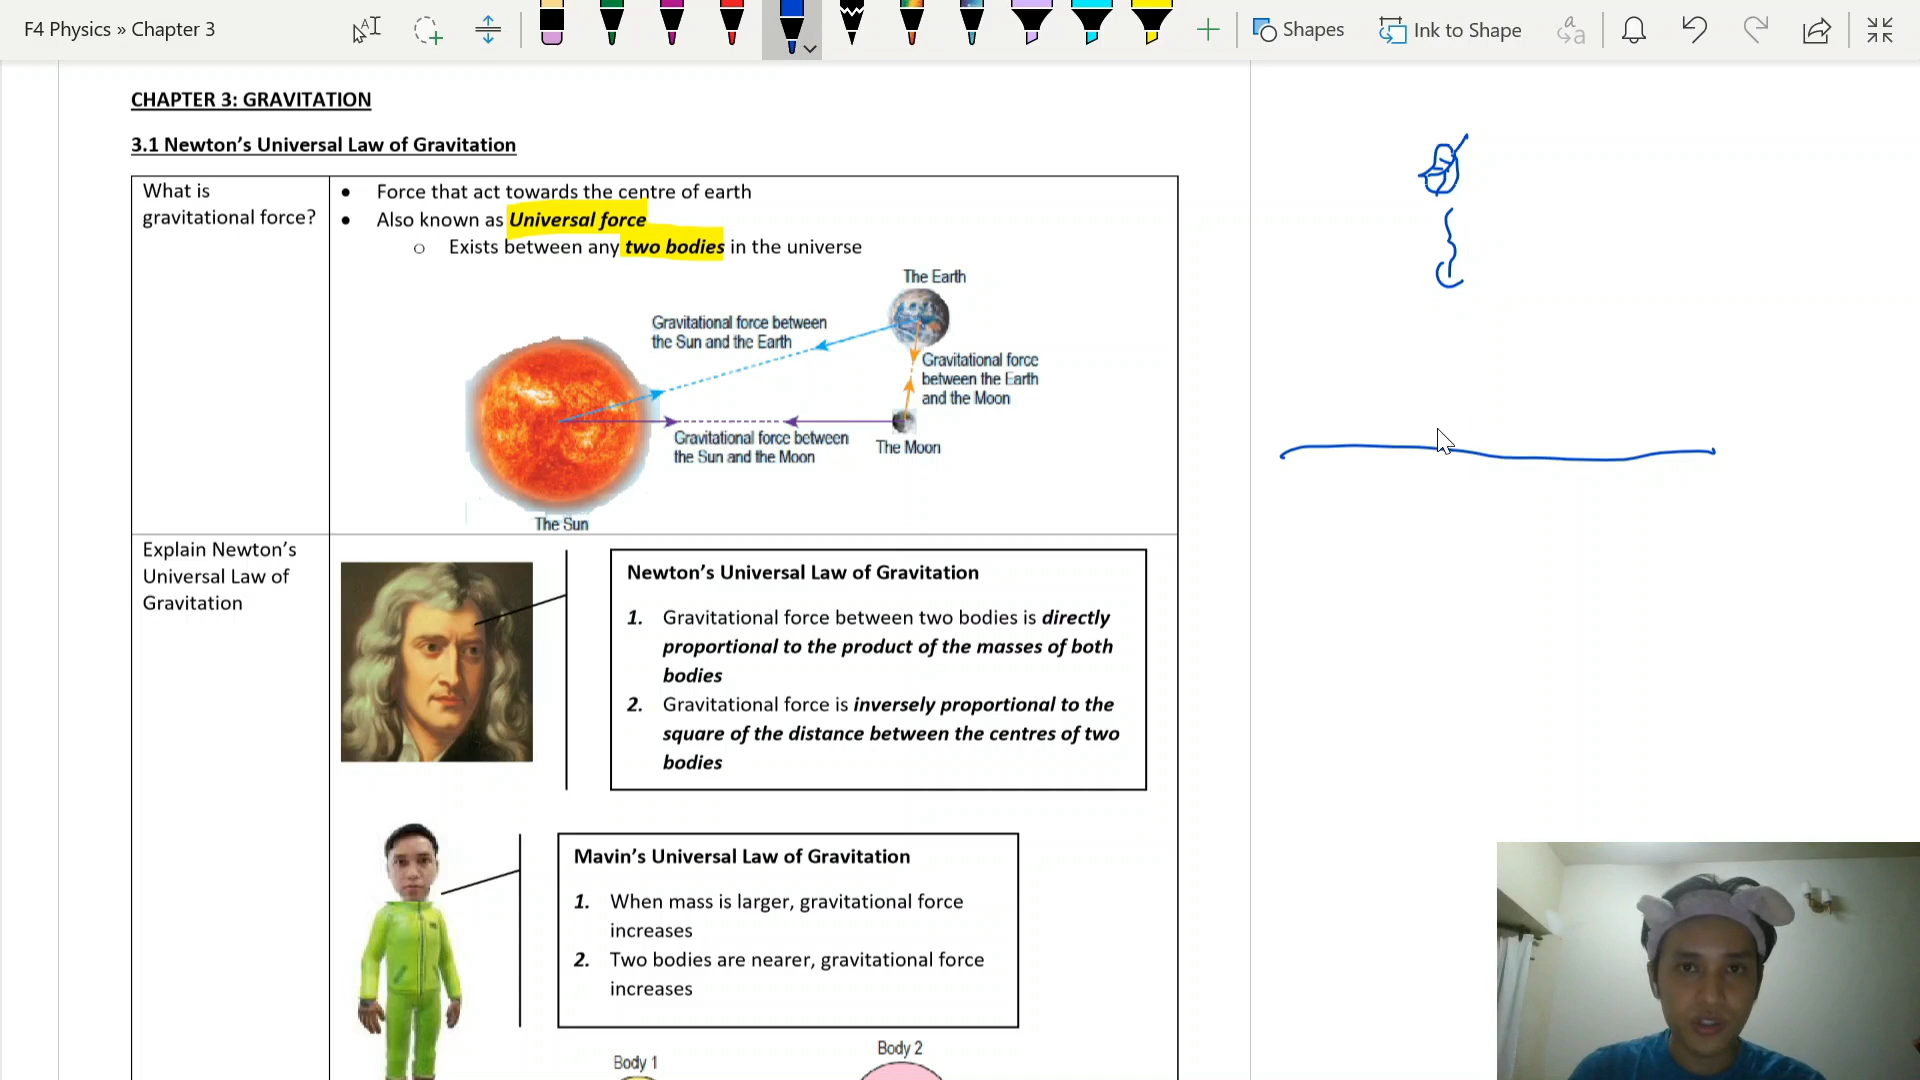 F4 Physics » Chapter 3
Shapes
Ink to Shape
CHAPTER 3: GRAVITATION
3.1 Newton's Universal Law of Gravitation
What is
gravitational force?
• Force that act towards the centre of earth
• Also known as Universal force
o Exists between any two bodies in the universe
The Earth
Gravitational force between
the Sun and the Earth
Gravitational force
between the Earth
and the Moon
Gravitational force between
the Sun and the Moon
The Moon
The Sun
Explain Newton's
Universal Law of
Gravitation
Newton's Universal Law of Gravitation
1. Gravitational force between two bodies is directly
proportional to the product of the masses of both
bodies
2. Gravitational force is inversely proportional to the
square of the distance between the centres of two
bodies
Mavin's Universal Law of Gravitation
1. When mass is larger, gravitational force
increases
2. Two bodies are nearer, gravitational force
increases
Body 1
Body 2